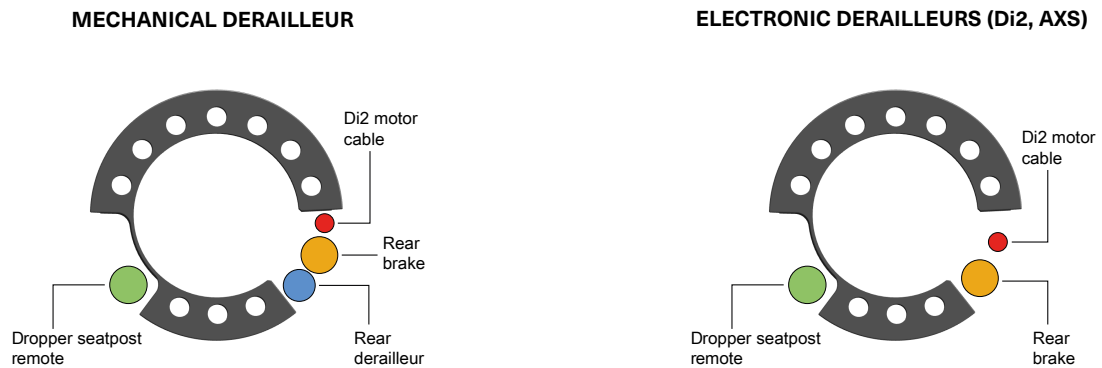 MECHANICAL DERAILLEUR
Di2 motor
cable
Rear
brake
Dropper seatpost
remote
Rear
derailleur
ELECTRONIC DERAILLEURS (Di2, AXS)
Di2 motor
cable
Dropper seatpost
remote
Rear
brake